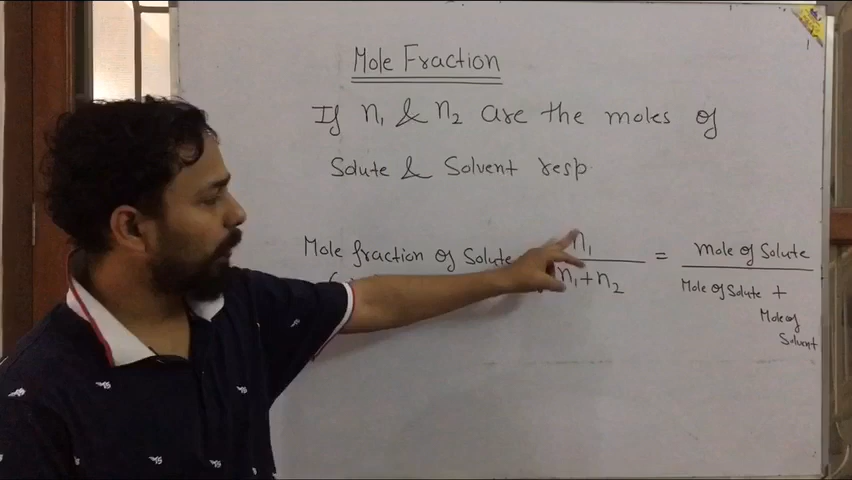 Mole Fraction
If n₁ & n₂ are the moles of
Solute & Solvent resp.
Mole fraction of Solute n₁ / n₁+n₂ = mole of Solute / Mole of Solute + Mole of Solvent